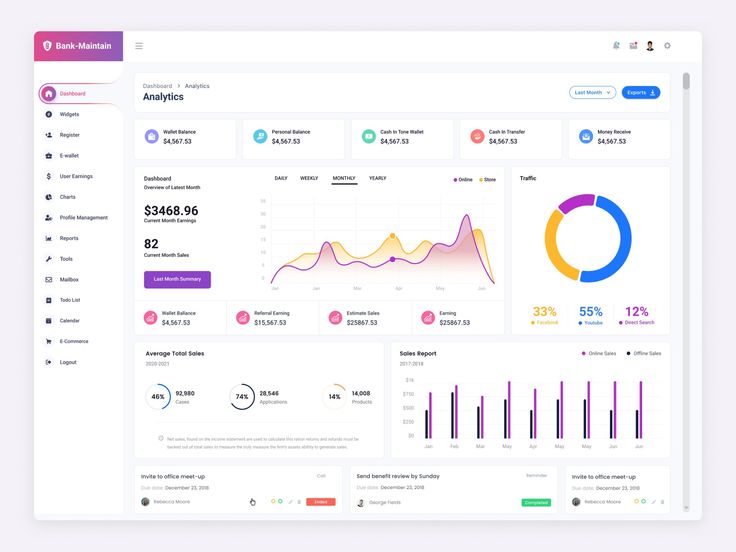 Bank-Maintain
Dashboard
Widgets
Register
E-wallet
User Earnings
Charts
Profile Management
Reports
Tools
Mailbox
Todo List
Calendar
E-Commerce
Logout
Dashboard > Analytics
Analytics
Last Month
Exports
Wallet Balance
$4,567.53
Personal Balance
$4,567.53
Cash In Tone Wallet
$4,567.53
Cash In Transfer
$4,567.53
Money Receive
$4,567.53
Dashboard
Overview of Latest Month
DAILY WEEKLY MONTHLY YEARLY
Online Store
$3468.96
Current Month Earnings
82
Current Month Sales
Last Month Summary
35
30
20
15
10
5
0
Jan Jan Mar Apr May Jun
Wallet Ballance
$4,567.53
Referral Earning
$15,567.53
Estimate Sales
$25867.53
Earning
$25867.53
Traffic
33% 55% 12%
Facebook Youtube Direct Search
Average Total Sales
2020-2021
46%
92,980
Cases
74%
28,546
Applications
14%
14,008
Products
Net sales, found on the income statement are used to calculate this ration returns and refunds must be
backed out of total sales to measure the truly measure the firm's assets ability to generate sales.
Sales Report
2017-2018
Online Sales Offline Sales
$1k
$750
$500
$250
$0
Jan Feb Mar May Jun May May Jun Jun
Invite to office meet-up
Call
Due date: December 23, 2018
Rebecca Moore
Ended
Send benefit review by Sunday
Reminder
Due date: December 23, 2018
George Fields
Completed
Invite to office meet-up
Due date: December 23, 2018
Rebecca Moore